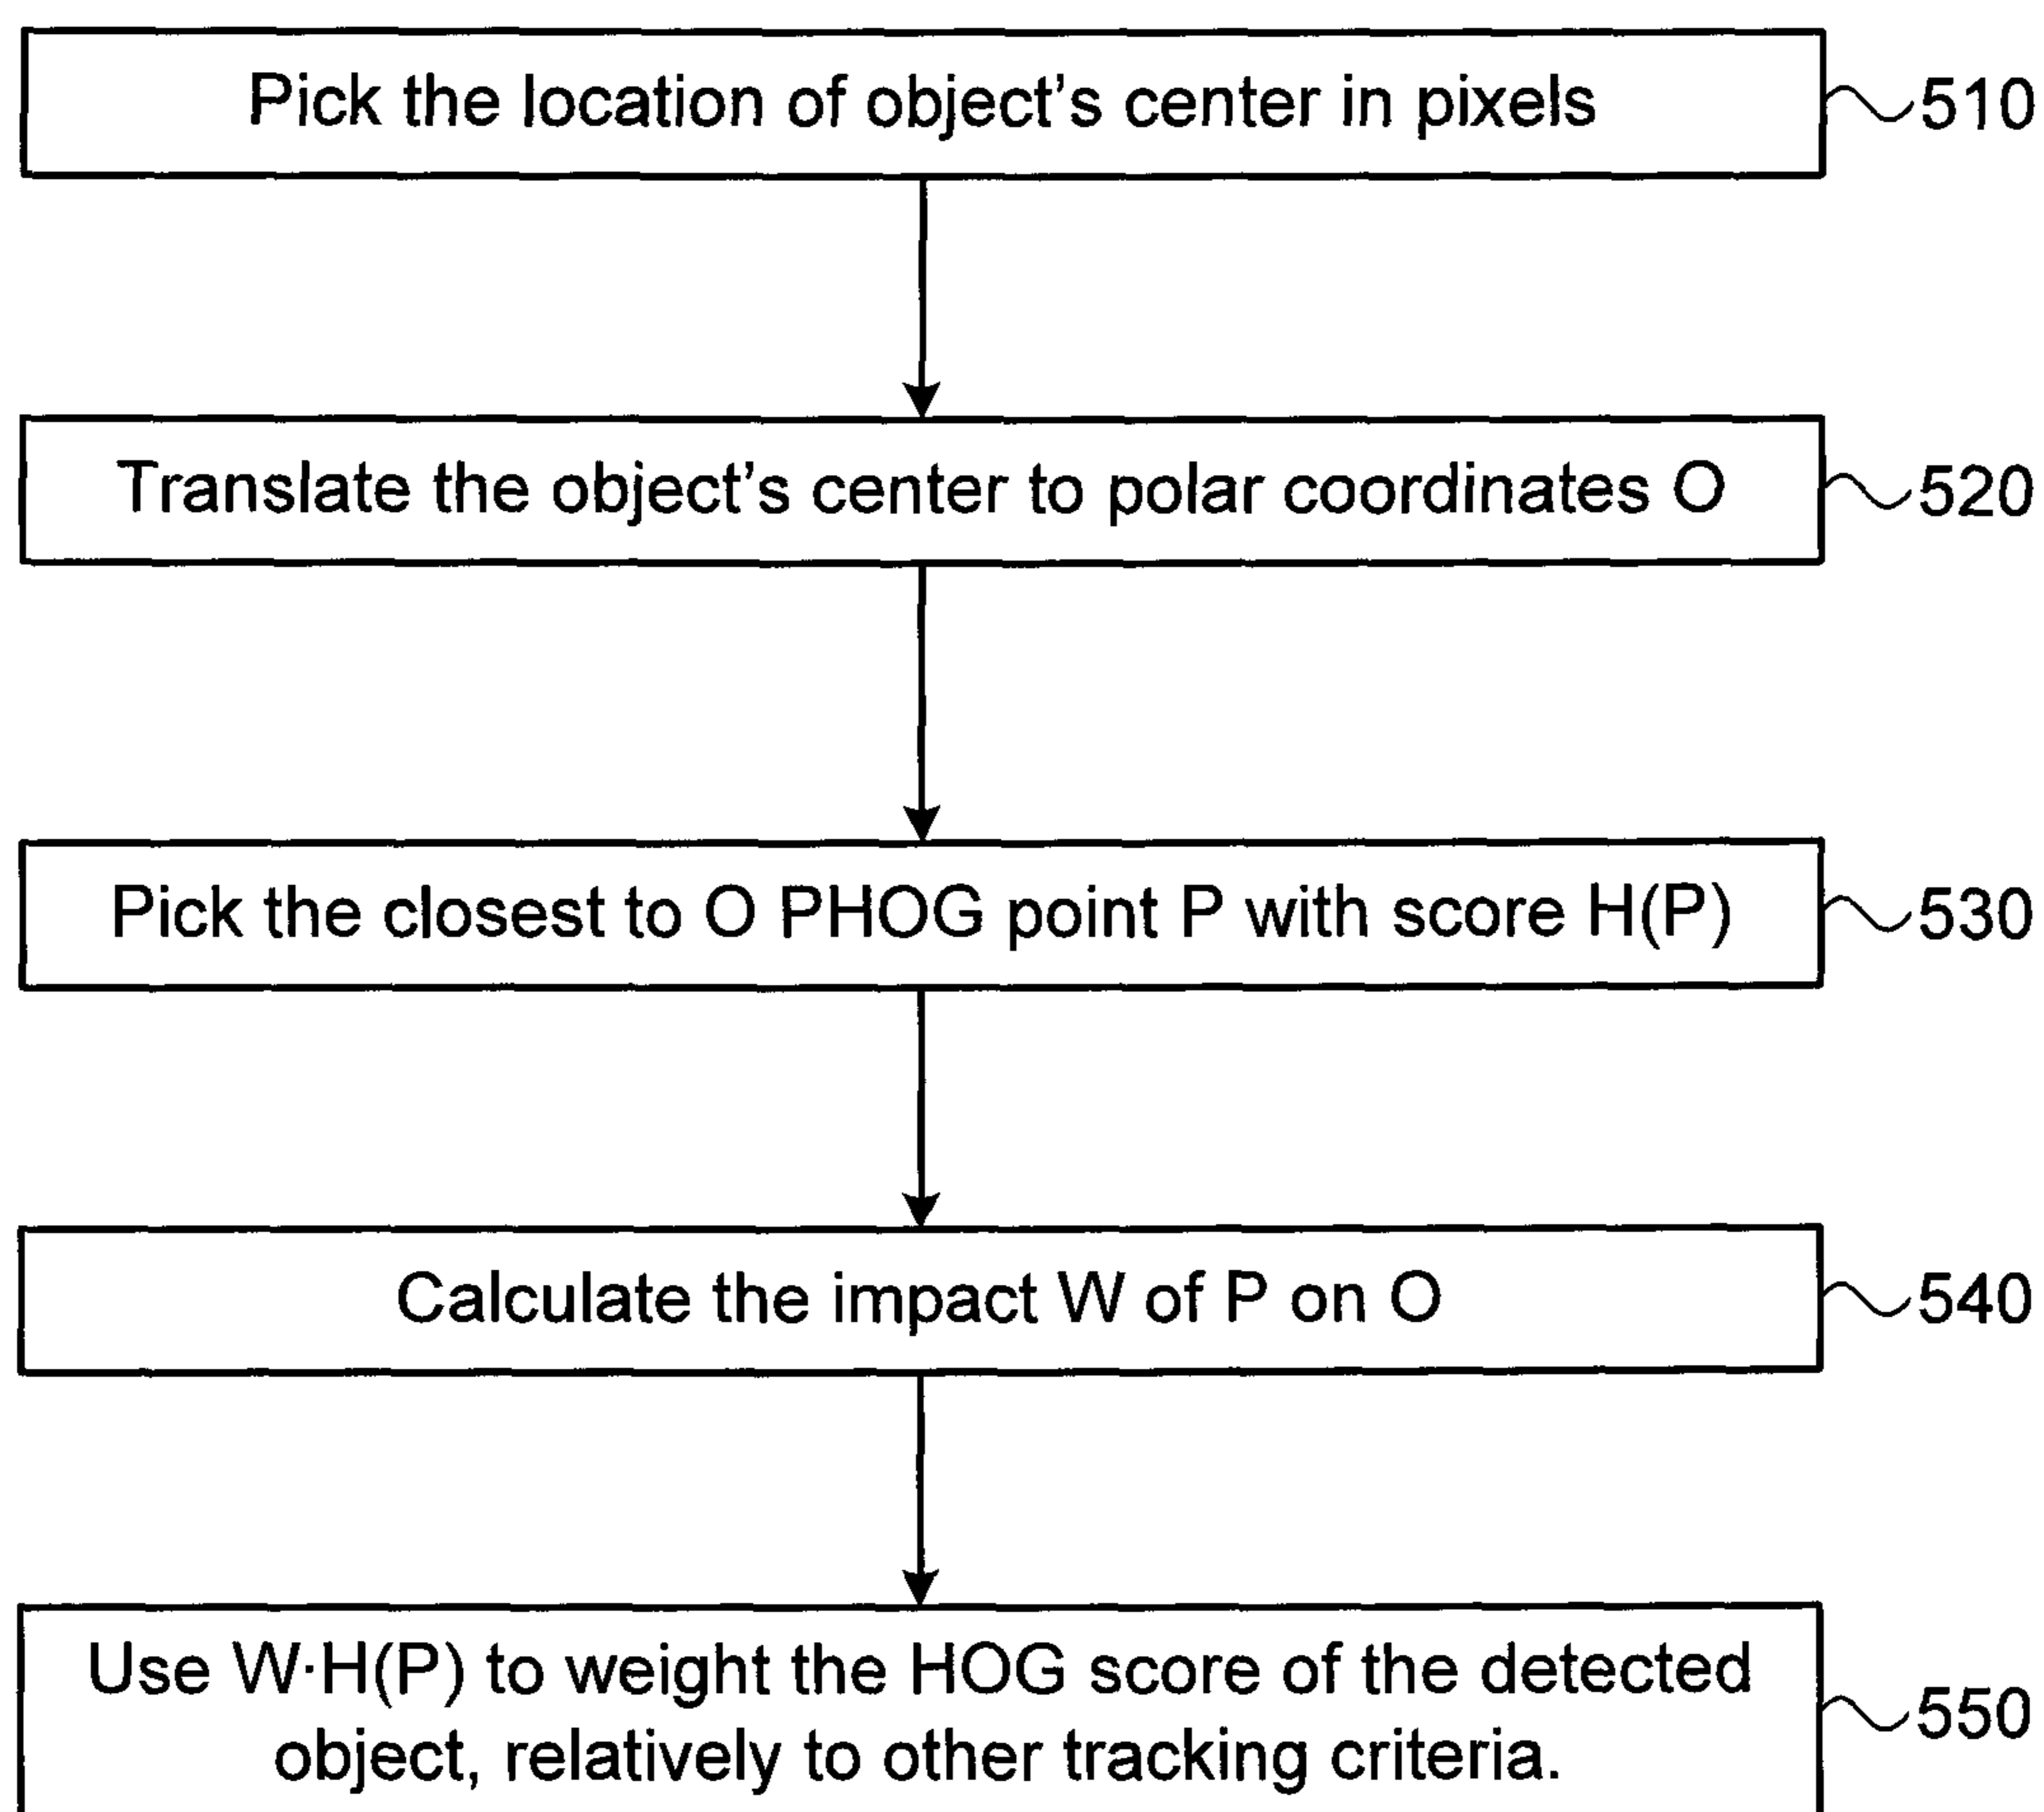 Pick the location of object's center in pixels
510
Translate the object's center to polar coordinates O
520
Pick the closest to O PHOG point P with score H(P)
530
Calculate the impact W of P on O
540
Use W·H(P) to weight the HOG score of the detected
object, relatively to other tracking criteria.
550